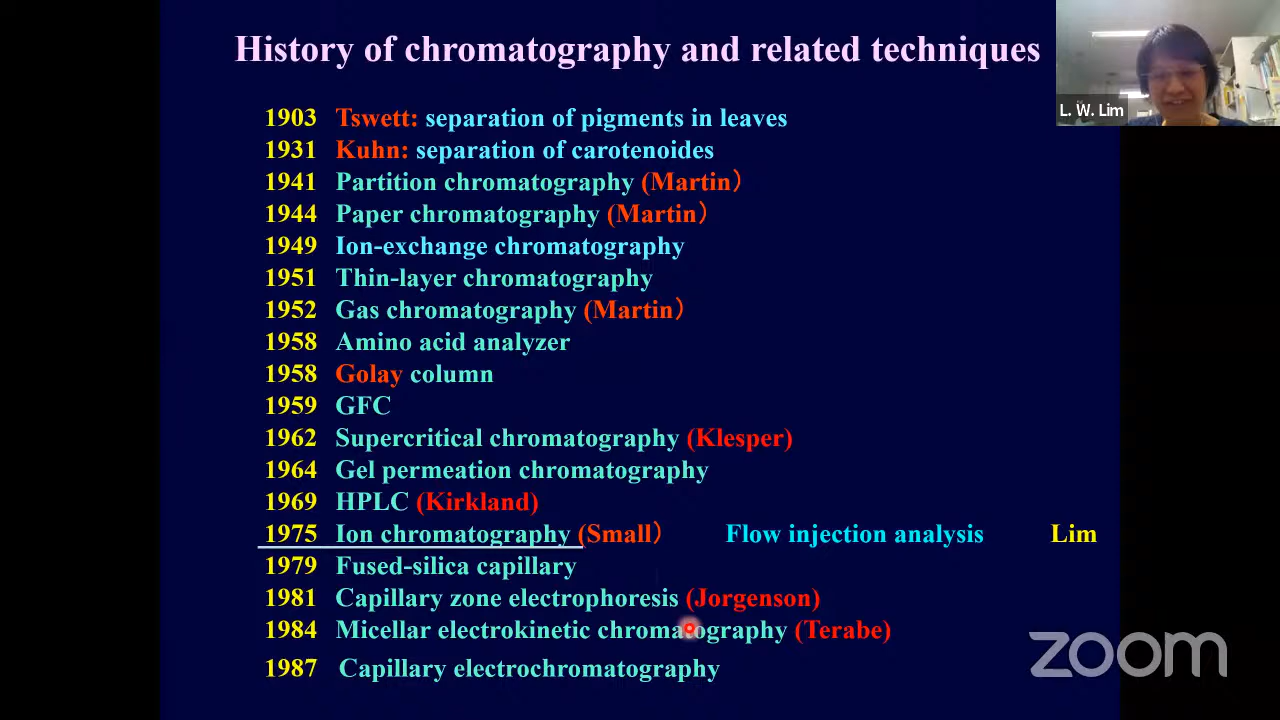 History of chromatography and related techniques
L. W. Lim
1903 Tswett: separation of pigments in leaves
1931 Kuhn: separation of carotenoides
1941 Partition chromatography (Martin）
1944 Paper chromatography (Martin）
1949 Ion-exchange chromatography
1951 Thin-layer chromatography
1952 Gas chromatography (Martin）
1958 Amino acid analyzer
1958 Golay column
1959 GFC
1962 Supercritical chromatography (Klesper)
1964 Gel permeation chromatography
1969 HPLC (Kirkland)
1975 Ion chromatography (Small） Flow injection analysis Lim
1979 Fused-silica capillary
1981 Capillary zone electrophoresis (Jorgenson)
1984 Micellar electrokinetic chromatography (Terabe)
1987 Capillary electrochromatography
zoom